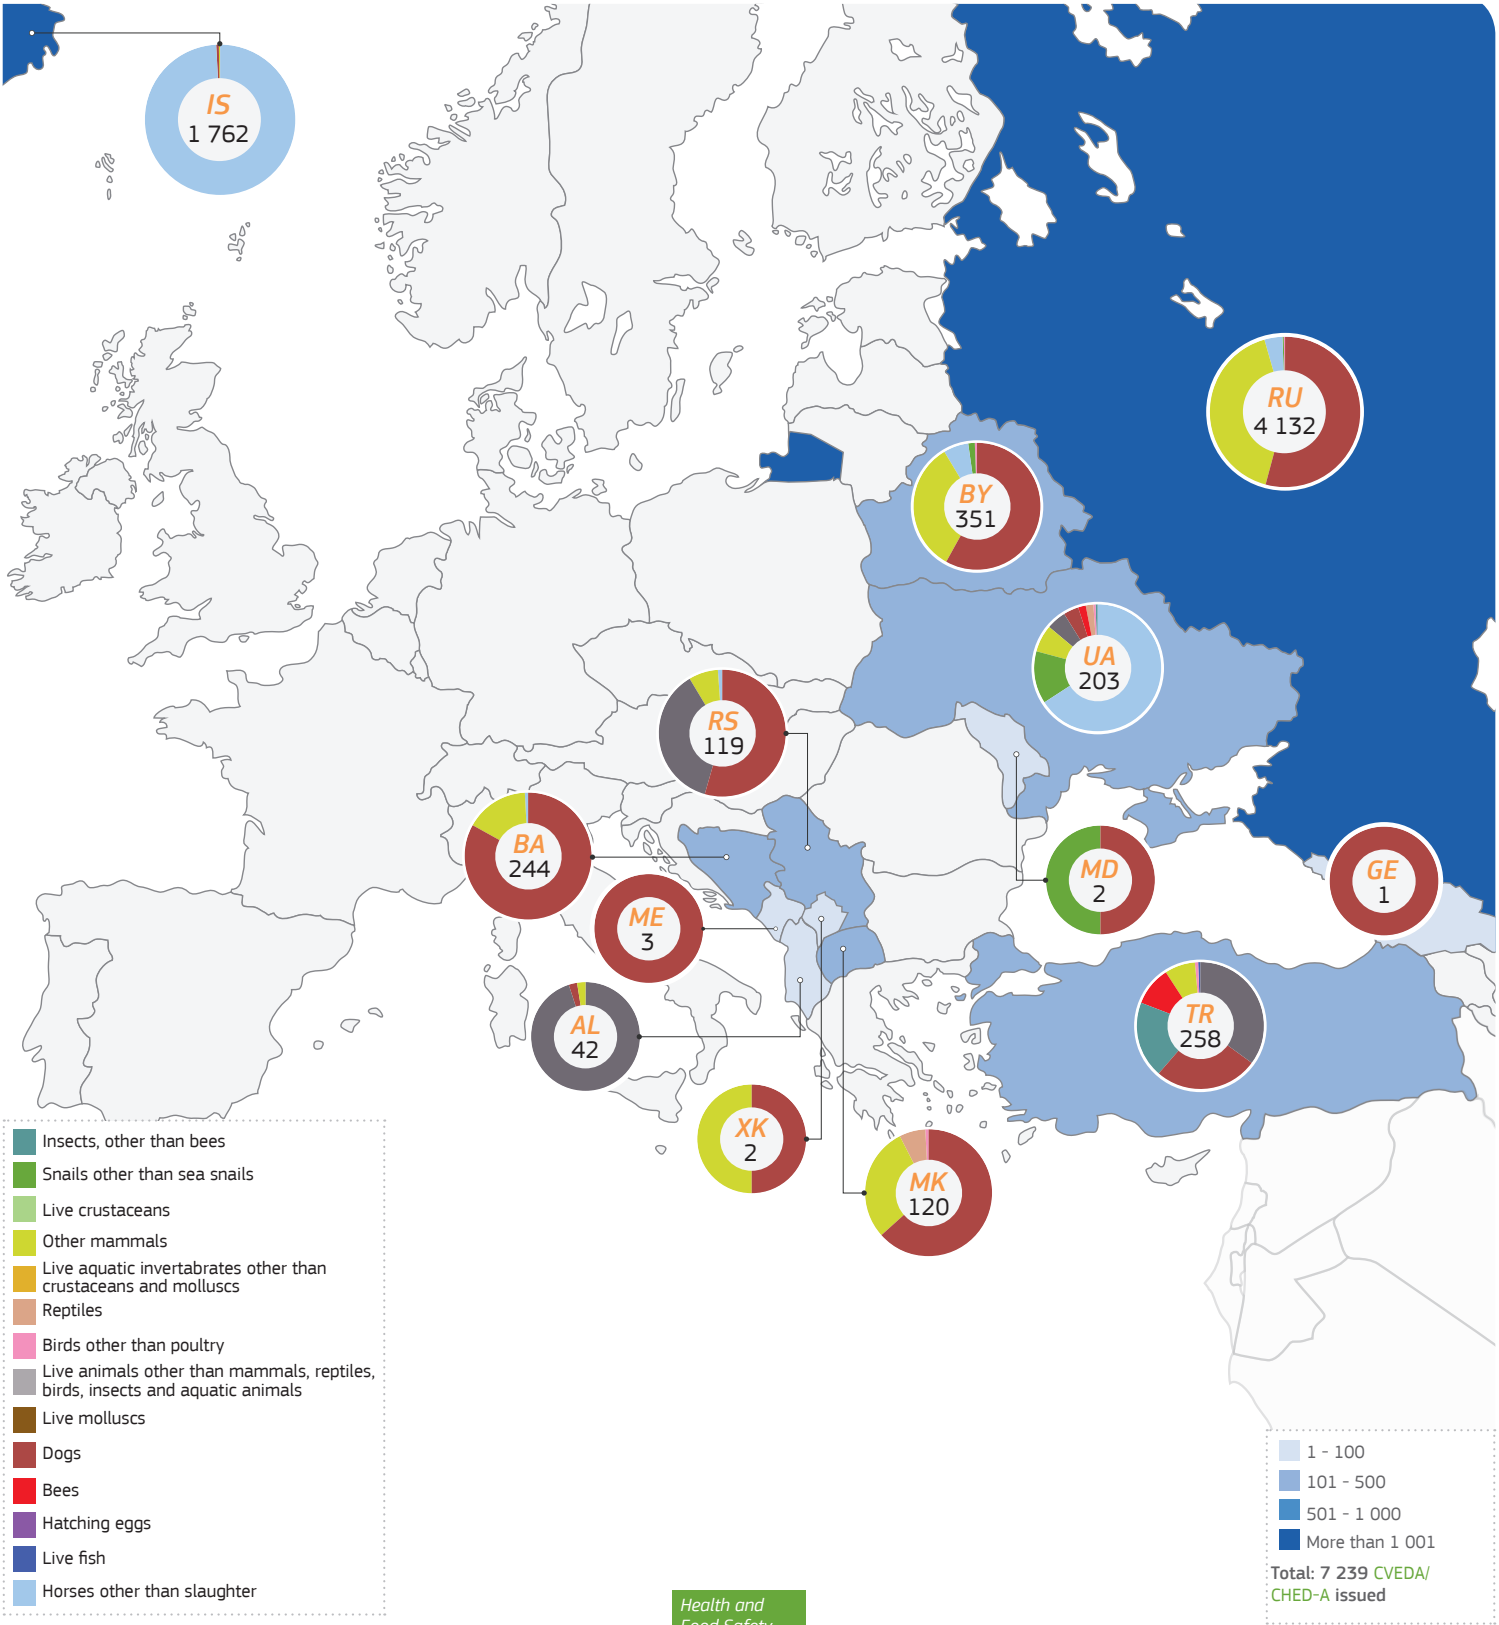 IS
1 762
RU
4 132
BY
351
UA
203
RS
119
BA
244
MD
2
GE
1
ME
3
AL
42
TR
258
XK
2
MK
120
Insects, other than bees
Snails other than sea snails
Live crustaceans
Other mammals
Live aquatic invertabrates other than
crustaceans and molluscs
Reptiles
Birds other than poultry
Live animals other than mammals, reptiles,
birds, insects and aquatic animals
Live molluscs
Dogs
Bees
Hatching eggs
Live fish
Horses other than slaughter
1 - 100
101 - 500
501 - 1 000
More than 1 001
Total: 7 239 CVEDA/
CHED-A issued
Health and
Food Safety